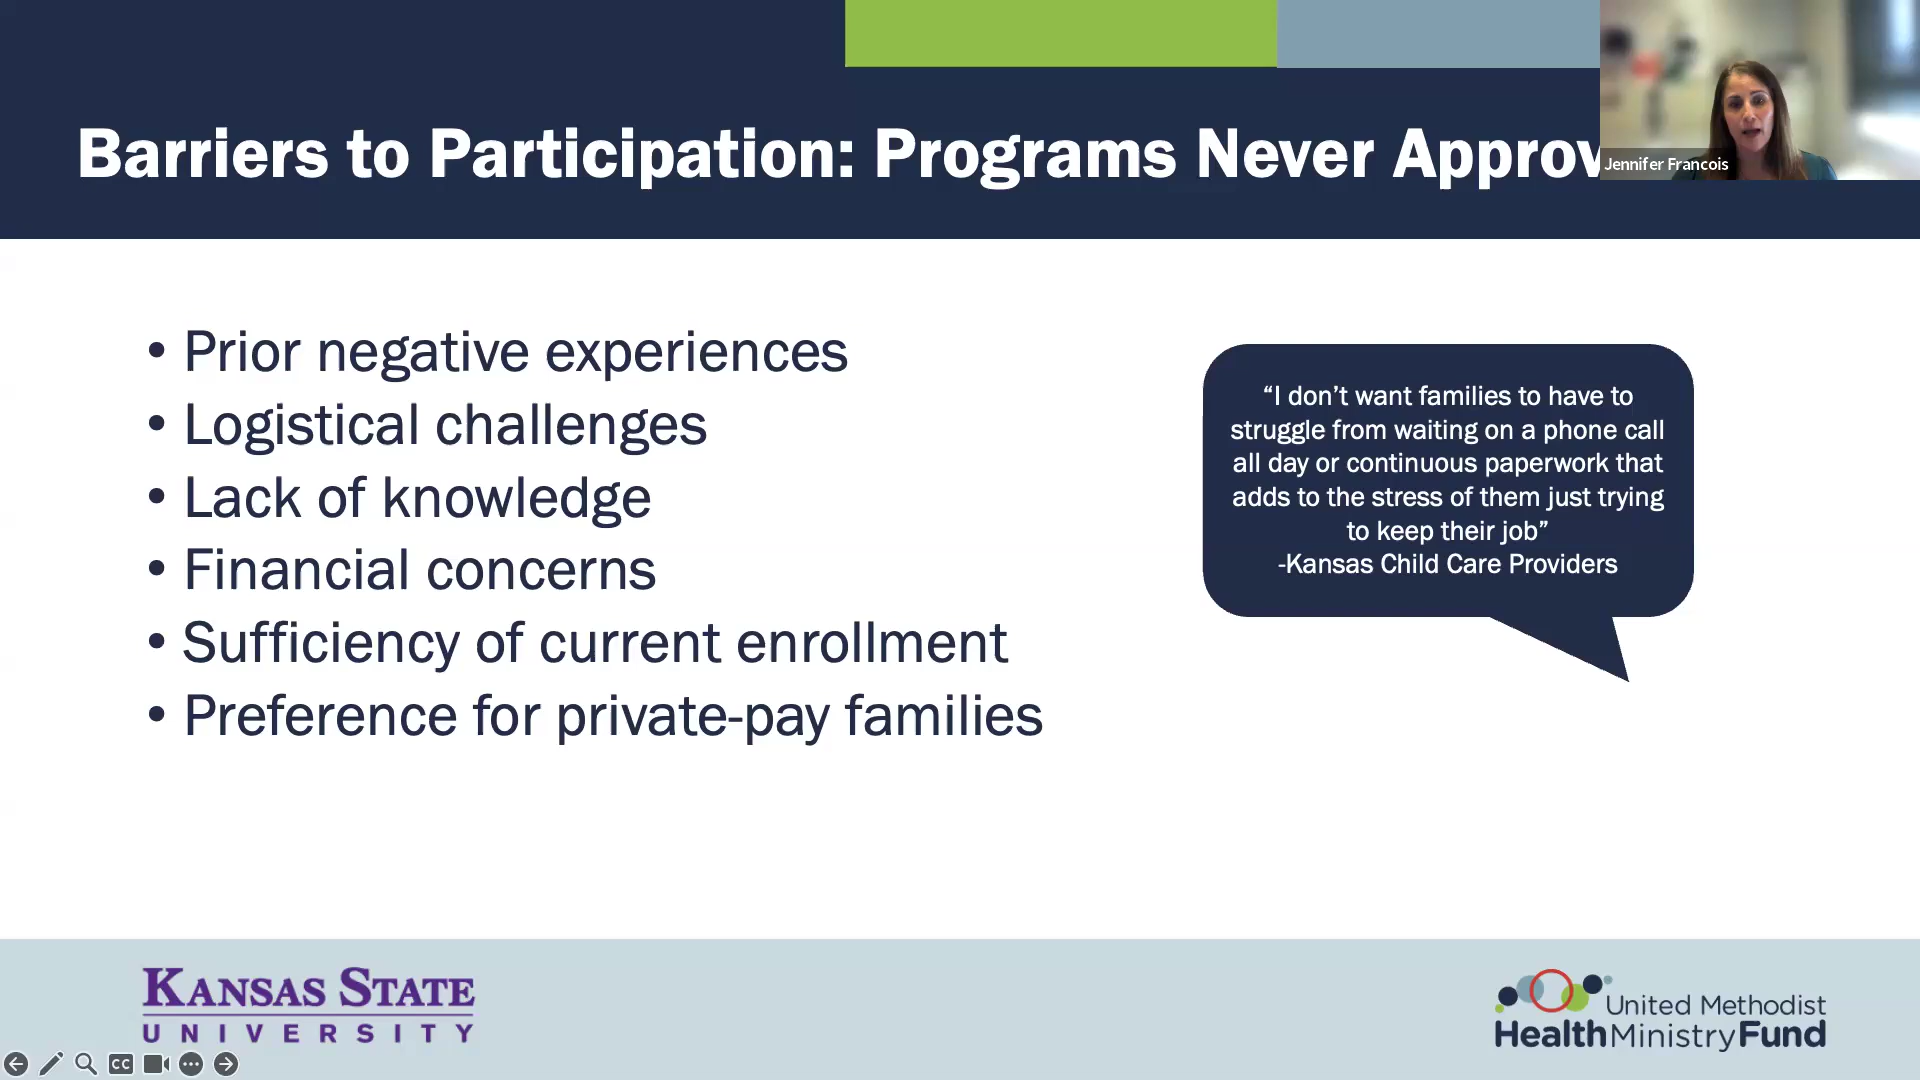 Barriers to Participation: Programs Never Approv
Jennifer Francois
• Prior negative experiences
• Logistical challenges
• Lack of knowledge
• Financial concerns
• Sufficiency of current enrollment
• Preference for private-pay families
“I don’t want families to have to
struggle from waiting on a phone call
all day or continuous paperwork that
adds to the stress of them just trying
to keep their job”
-Kansas Child Care Providers
KANSAS STATE
UNIVERSITY
United Methodist
HealthMinistryFund
CC